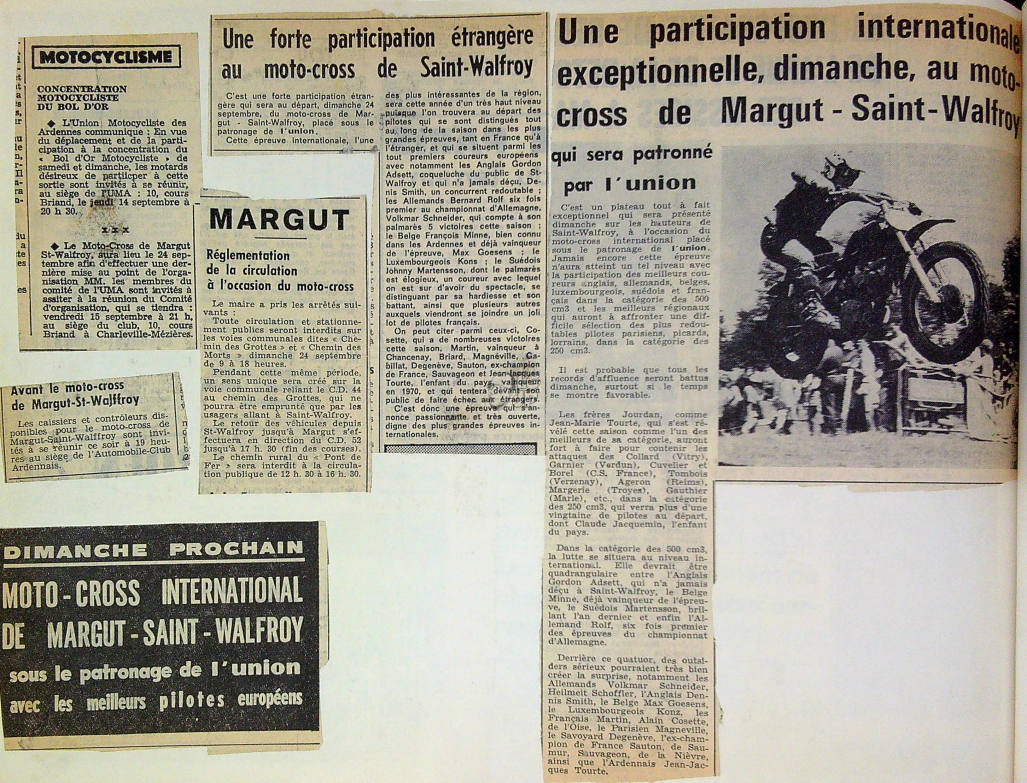 MOTOCYCLISME
CONCENTRATION
MOTOCYCLISTE
DU BOL D'OR
◆ L'Union Motocycliste des
Ardennes communique : En vue
du déplacement et de la parti-
cipation à la concentration du
« Bol d'Or Motocycliste » de
samedi et dimanche, les motards
désireux de participer à cette
sortie sont invités à se réunir,
au siège de l'UMA : 10, cours
Briand, le jeudi 14 septembre à
20 h 30.
x x x
◆ Le Moto-Cross de Margut
St-Walfroy, aura lieu le 24 sep-
tembre afin d'effectuer une der-
nière mise au point de l'orga-
nisation MM. les membres du
comité de l'UMA sont invités à
assiter à la réunion du Comité
d'organisation, qui se tiendra :
vendredi 15 septembre à 21 h,
au siège du club, 10, cours
Briand à Charleville-Mézières.
Avant le moto-cross
de Margut-St-Walffroy
Les caissiers et contrôleurs dis-
ponibles pour le moto-cross de
Margut-Saint-Walffroy sont invi-
tés à se réunir ce soir à 19 heu-
res au siège de l'Automobile-Club
Ardennais.
DIMANCHE PROCHAIN
MOTO-CROSS INTERNATIONAL
DE MARGUT-SAINT-WALFROY
sous le patronage de l'union
avec les meilleurs pilotes européens
Une forte participation étrangère
au moto-cross de Saint-Walfroy
C'est une forte participation étran-
gère qui sera au départ, dimanche 24
septembre, du moto-cross de Mar-
gut - Saint-Walfroy, placé sous le
patronage de l'union.
Cette épreuve internationale, l'une
des plus intéressantes de la région,
sera cette année d'un très haut niveau
puisque l'on trouvera au départ des
pilotes qui se sont distingués tout
au long de la saison dans les plus
grandes épreuves, tant en France qu'à
l'étranger, et qui se situent parmi les
tout premiers coureurs européens
avec notamment les Anglais Gordon
Adsett, coqueluche du public de St-
Walfroy et qui n'a jamais déçu, De-
nis Smith, un concurrent redoutable ;
les Allemands Bernard Rolf six fois
premier au championnat d'Allemagne,
Volkmar Schneider, qui compte à son
palmarès 5 victoires cette saison ;
le Belge François Minne, bien connu
dans les Ardennes et déjà vainqueur
de l'épreuve, Max Goesens ; le
Luxembourgeois Kons ; le Suédois
Johnny Martensson, dont le palmarès
est élogieux, un coureur avec lequel
on est sur d'avoir du spectacle, se
distinguant par sa hardiesse et son
battant, ainsi que plusieurs autres
auxquels viendront se joindre un joli
lot de pilotes français.
On peut citer parmi ceux-ci, Co-
sette, qui a de nombreuses victoires
cette saison, Martin, vainqueur à
Chancenay, Briard, Magnéville, Ga-
billat, Degenève, Sauton, ex-champion
de France, Sauvageon et Jean-Jacques
Tourte, l'enfant du pays, vainqueur
en 1970, et qui tentera devant son
public de faire échec aux étrangers.
C'est donc une épreuve qui s'an-
nonce passionnante et très ouverte,
digne des plus grandes épreuves in-
ternationales.
MARGUT
Réglementation
de la circulation
à l'occasion du moto-cross
Le maire a pris les arrêtés sui-
vants :
Toute circulation et stationne-
ment publics seront interdits sur
les voies communales dites « Che-
min des Grottes » et « Chemin des
Morts » dimanche 24 septembre
de 9 à 18 heures.
Pendant cette même période,
un sens unique sera créé sur la
voie communale reliant le C.D. 44
au chemin des Grottes, qui ne
pourra être emprunté que par les
usagers allant à Saint-Walfroy.
Le retour des véhicules depuis
St-Walfroy jusqu'à Margut s'ef-
fectuera en direction du C.D. 52
jusqu'à 17 h. 30 (fin des courses).
Le chemin rural du « Pont de
Fer » sera interdit à la circula-
tion publique de 12 h. 30 à 16 h. 30.
Une participation internationale
exceptionnelle, dimanche, au moto-
cross de Margut - Saint-Walfroy
qui sera patronné
par l'union
C'est un plateau tout à fait
exceptionnel qui sera présenté
dimanche sur les hauteurs de
Saint-Walfroy, à l'occasion du
moto-cross international placé
sous le patronage de l'union.
Jamais encore cette épreuve
n'aura atteint un tel niveau avec
la participation des meilleurs cou-
reurs anglais, allemands, belges,
luxembourgeois, suédois et fran-
çais dans la catégorie des 500
cm3 et les meilleurs régionaux
qui auront à affronter une dif-
ficile sélection des plus redou-
tables pilotes parisiens, picards,
lorrains, dans la catégorie des
250 cm3.
Il est probable que tous les
records d'affluence seront battus
dimanche, surtout si le temps
se montre favorable.
Les frères Jourdan, comme
Jean-Marie Tourte, qui s'est ré-
vélé cette saison comme l'un des
meilleurs de sa catégorie, auront
fort à faire pour contenir les
attaques des Collard (Vitry),
Garnier (Verdun), Cuvelier et
Borel (C.S. France), Tombois
(Verzenay), Ageron (Reims),
Margerie (Troyes), Gauthier
(Marie), etc., dans la catégorie
des 250 cm3, qui verra plus d'une
vingtaine de pilotes au départ,
dont Claude Jacquemin, l'enfant
du pays.
Dans la catégorie des 500 cm3,
la lutte se situera au niveau in-
ternational. Elle devrait être
quadrangulaire entre l'Anglais
Gordon Adsett, qui n'a jamais
déçu à Saint-Walfroy, le Belge
Minne, déjà vainqueur de l'épreu-
ve, le Suédois Martensson, bril-
lant l'an dernier et enfin l'Al-
lemand Rolf, six fois premier
des épreuves du championnat
d'Allemagne.
Derrière ce quatuor, des outsi-
ders sérieux pourraient très bien
créer la surprise, notamment les
Allemands Volkmar Schneider,
Heilmeit Schoffler, l'Anglais Den-
nis Smith, le Belge Max Goesens,
le Luxembourgeois Konz, les
Français Martin, Alain Cosette,
de l'Oise, le Parisien Magneville,
le Savoyard Degenève, l'ex-cham-
pion de France Sauton, de Sau-
mur, Sauvageon, de la Nièvre,
ainsi que l'Ardennais Jean-Jac-
ques Tourte.